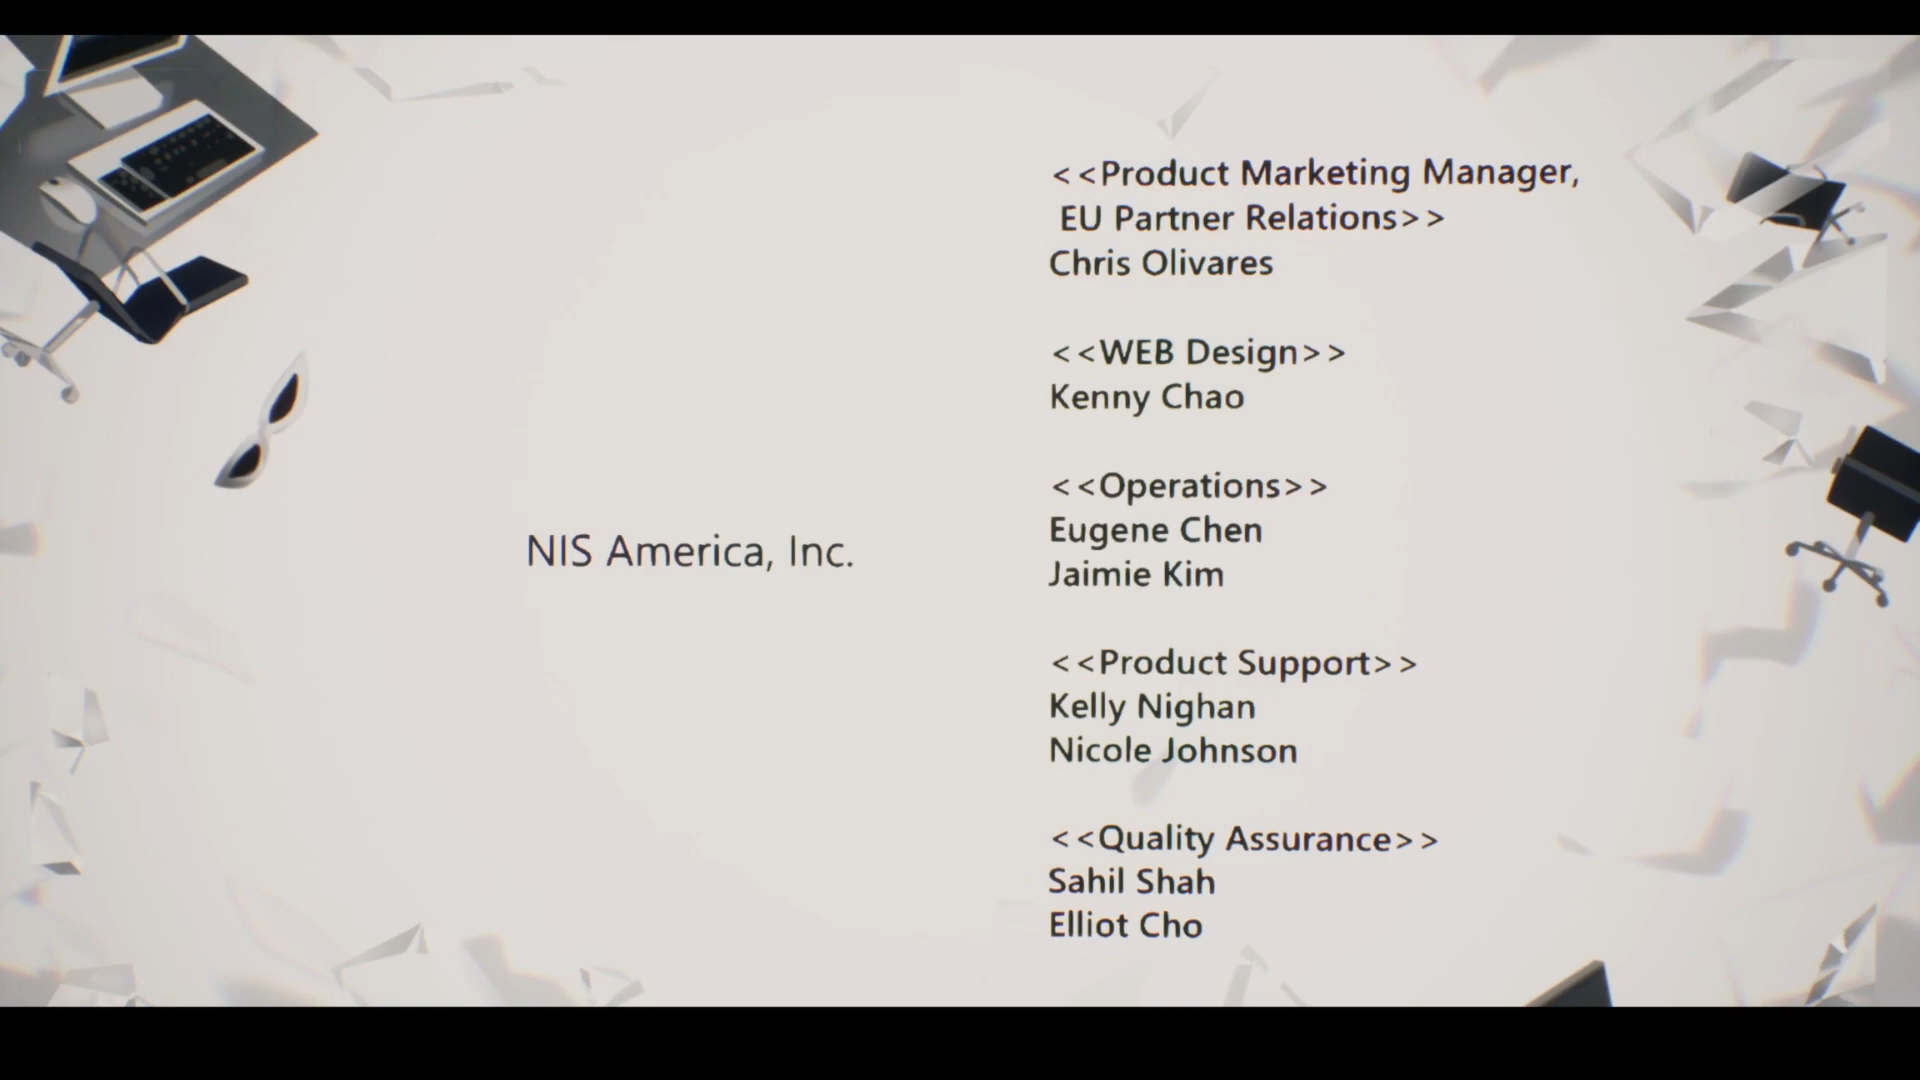 NIS America, Inc.
<<Product Marketing Manager,
EU Partner Relations>>
Chris Olivares
<<WEB Design>>
Kenny Chao
<<Operations>>
Eugene Chen
Jaimie Kim
<<Product Support>>
Kelly Nighan
Nicole Johnson
<<Quality Assurance>>
Sahil Shah
Elliot Cho